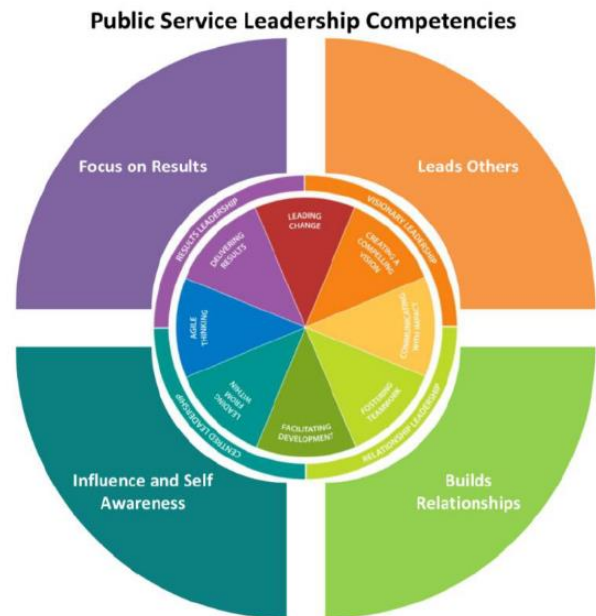 Public Service Leadership Competencies
Focus on Results
Leads Others
RESULTS LEADERSHIP
VISIONARY LEADERSHIP
LEADING
CHANGE
CREATING A
COMPELLING
VISION
COMMUNICATING
WITH IMPACT
FOSTERING
TEAMWORK
FACILITATING
DEVELOPMENT
LEADING
FROM
WITHIN
AGILE
THINKING
DELIVERING
RESULTS
CENTRED LEADERSHIP
RELATIONSHIP LEADERSHIP
Influence and Self
Awareness
Builds
Relationships